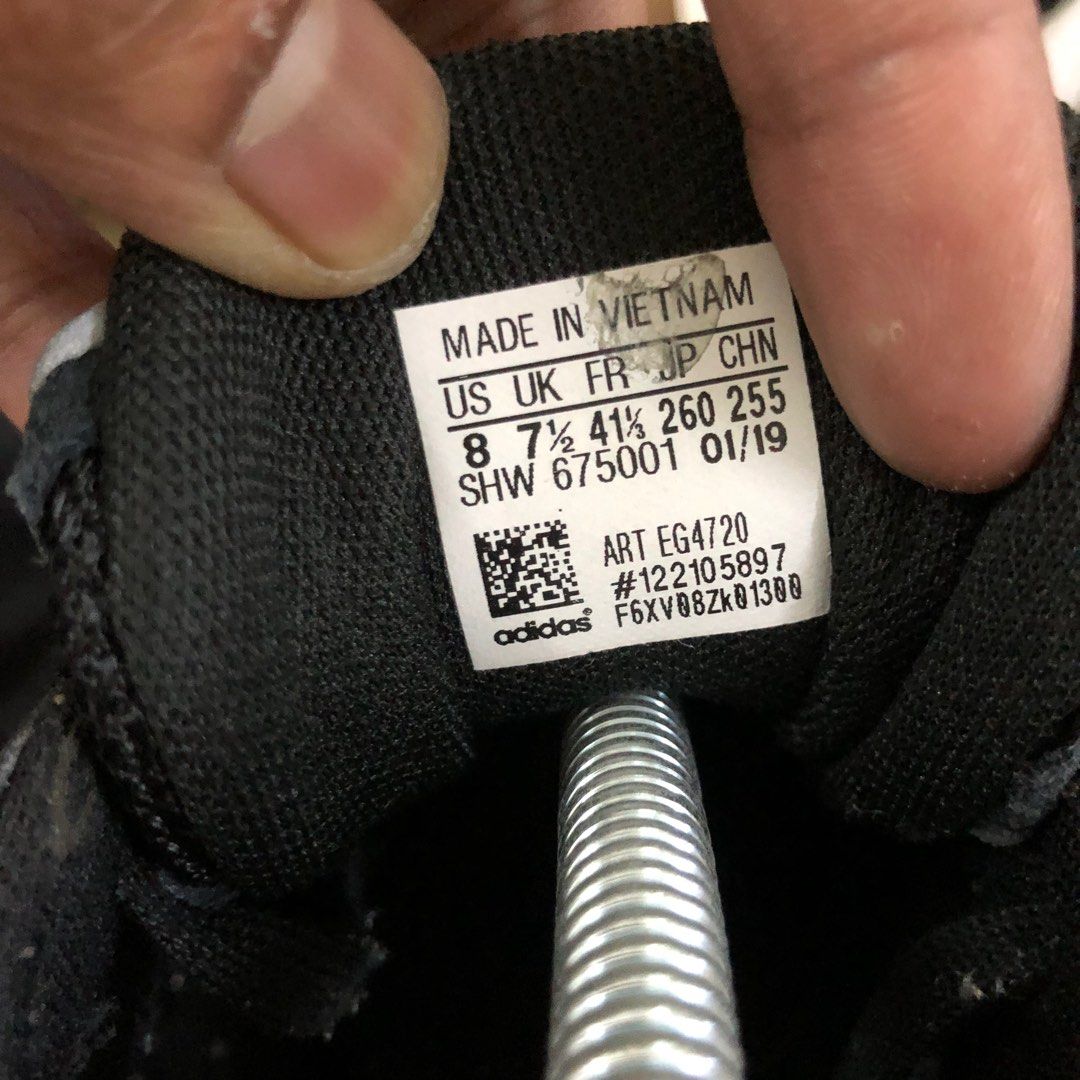 MADE IN VIETNAM
US UK FR JP CHN
8 7½ 41⅓ 260 255
SHW 675001 01/19
ART EG4720
#122105897
F6XV08Zk01300
adidas®